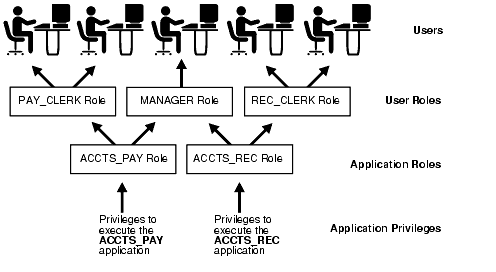 Users
PAY_CLERK Role
MANAGER Role
REC_CLERK Role
User Roles
ACCTS_PAY Role
ACCTS_REC Role
Application Roles
Privileges to
execute the
ACCTS_PAY
application
Privileges to
execute the
ACCTS_REC
application
Application Privileges